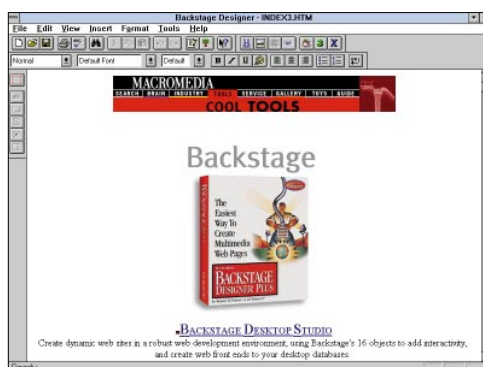 Backstage Designer - INDEX3.HTM
File Edit View Insert Format Tools Help
Normal Default Font Default B I U
MACROMEDIA
SEARCH BRAIN INDUSTRY TOOLS SERVICE GALLERY TOYS GUIDE
COOL TOOLS
Backstage
The
Easiest
Way To
Create
Multimedia
Web Pages
BACKSTAGE
DESIGNER PLUS
BACKSTAGE DESKTOP STUDIO
Create dynamic web sites in a robust web development environment, using Backstage's 16 objects to add interactivity,
and create web front ends to your desktop databases.